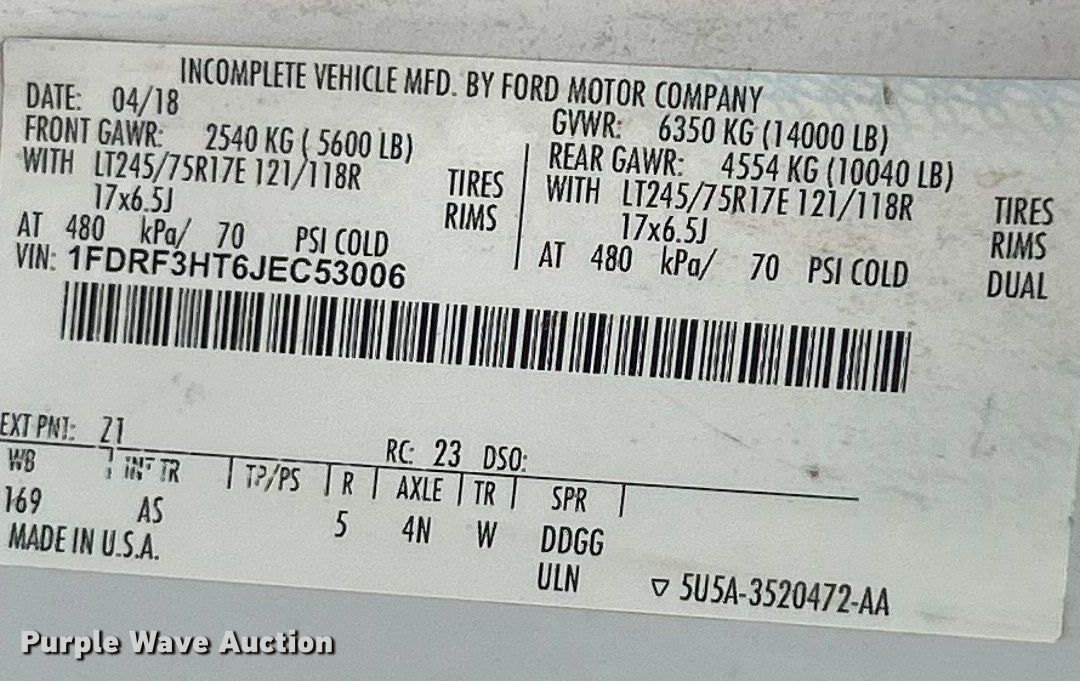 INCOMPLETE VEHICLE MFD. BY FORD MOTOR COMPANY
DATE: 04/18
GVWR: 6350 KG (14000 LB)
FRONT GAWR: 2540 KG ( 5600 LB)
REAR GAWR: 4554 KG (10040 LB)
WITH LT245/75R17E 121/118R TIRES
WITH LT245/75R17E 121/118R TIRES
17x6.5J RIMS
17x6.5J RIMS
AT 480 kPa/ 70 PSI COLD
AT 480 kPa/ 70 PSI COLD DUAL
VIN: 1FDRF3HT6JEC53006
EXT PNT: Z1
RC: 23 DSO:
WB INT TR TP/PS R AXLE TR SPR
169 AS 5 4N W DDGG
MADE IN U.S.A. ULN ▽ 5U5A-3520472-AA
Purple Wave Auction